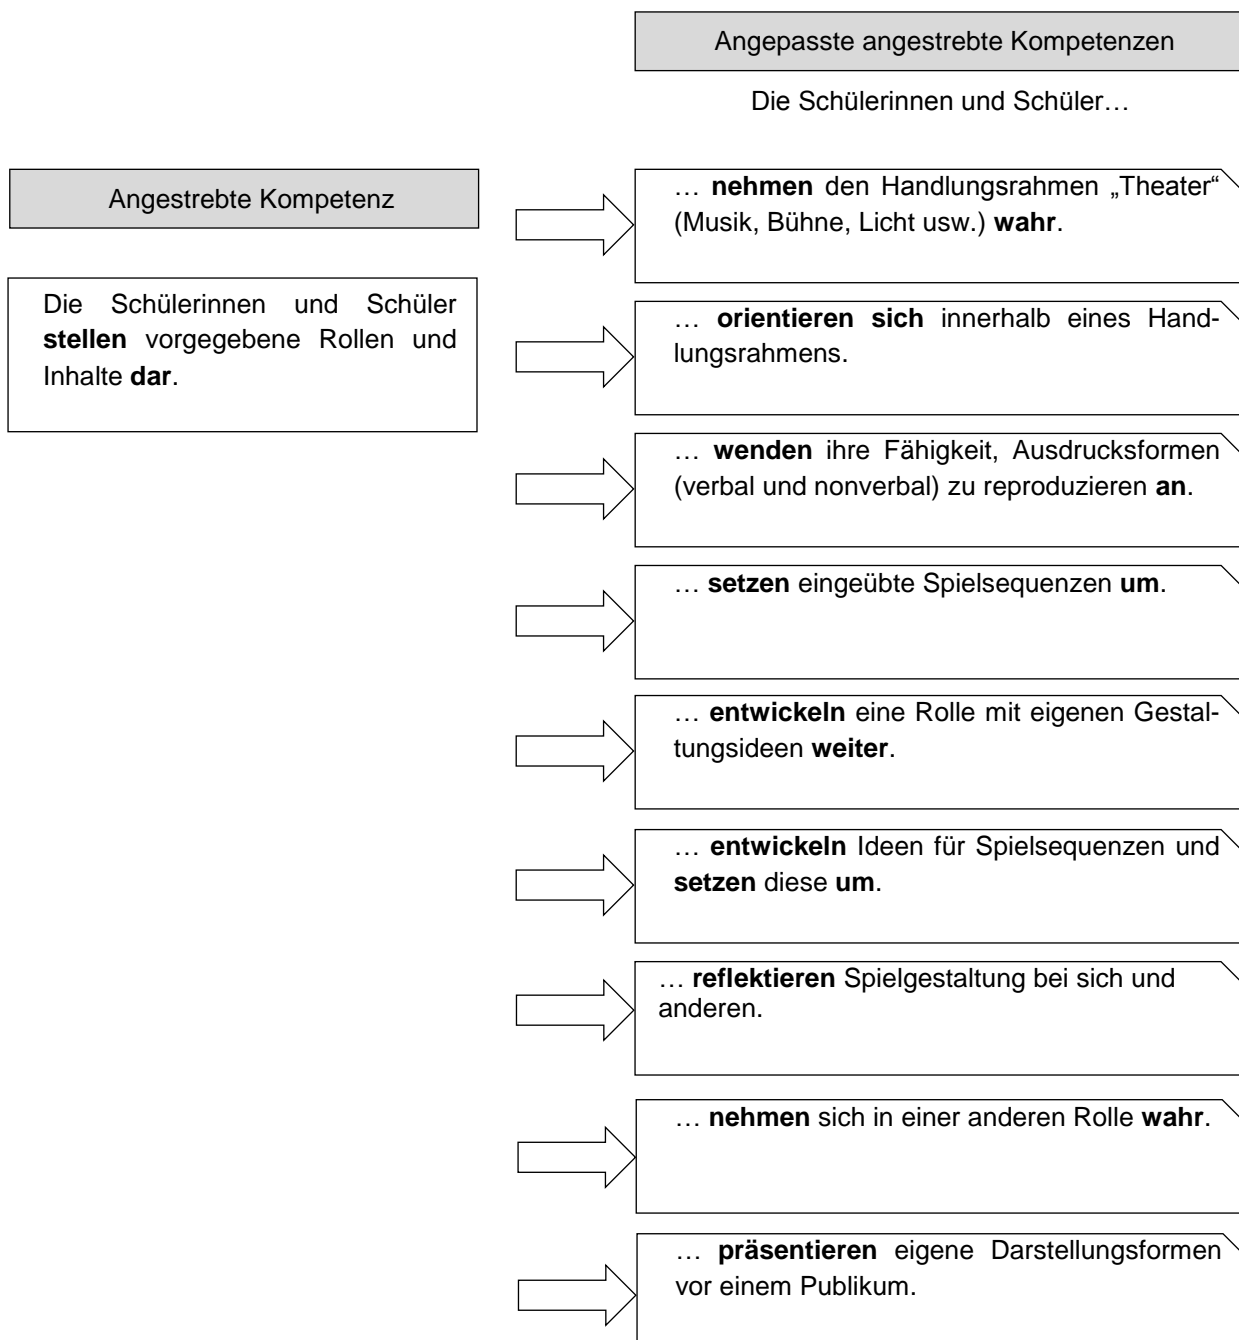 Angepasste angestrebte Kompetenzen
Die Schülerinnen und Schüler…
Angestrebte Kompetenz
Die Schülerinnen und Schüler
stellen vorgegebene Rollen und
Inhalte dar.
… nehmen den Handlungsrahmen „Theater“
(Musik, Bühne, Licht usw.) wahr.
… orientieren sich innerhalb eines Hand-
lungsrahmens.
… wenden ihre Fähigkeit, Ausdrucksformen
(verbal und nonverbal) zu reproduzieren an.
… setzen eingeübte Spielsequenzen um.
… entwickeln eine Rolle mit eigenen Gestal-
tungsideen weiter.
… entwickeln Ideen für Spielsequenzen und
setzen diese um.
… reflektieren Spielgestaltung bei sich und
anderen.
… nehmen sich in einer anderen Rolle wahr.
… präsentieren eigene Darstellungsformen
vor einem Publikum.